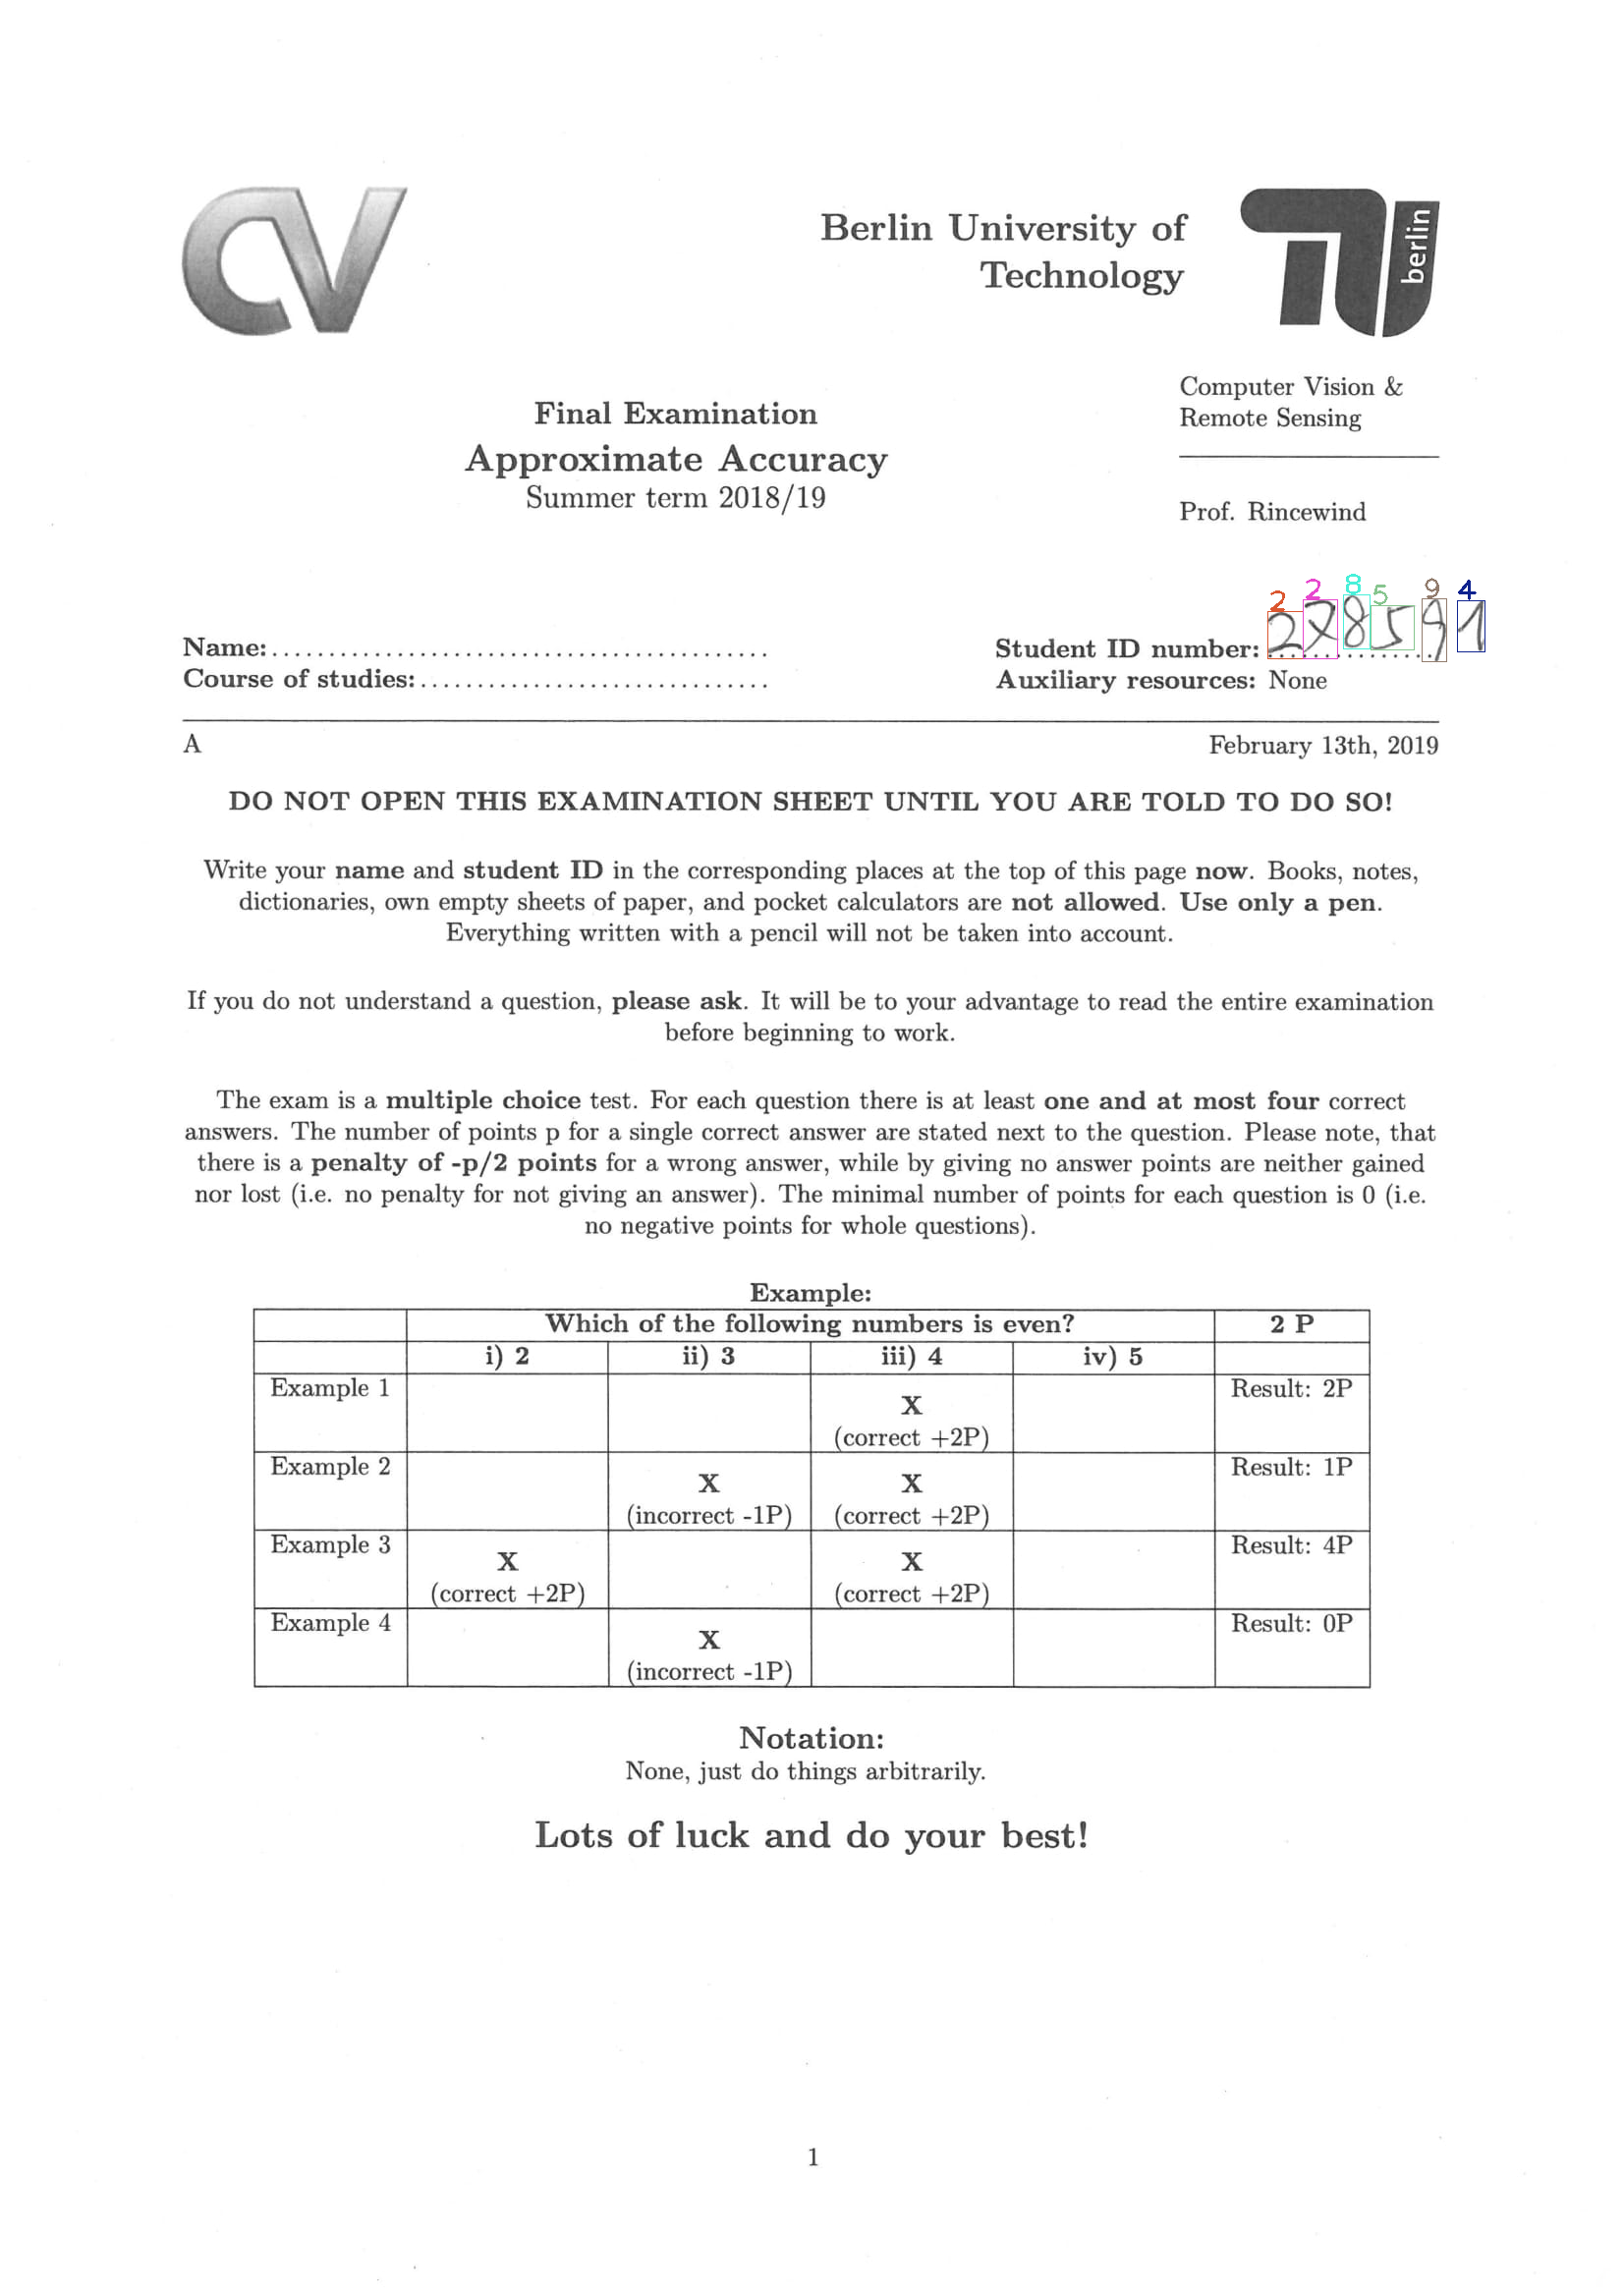 CV
Berlin University of
Technology
berlin
Computer Vision &
Remote Sensing
Final Examination
Approximate Accuracy
Summer term 2018/19
Prof. Rincewind
2 2 8 5 9 4
Name:..........................................
Student ID number: 278591
Course of studies:...............................
Auxiliary resources: None
A
February 13th, 2019
DO NOT OPEN THIS EXAMINATION SHEET UNTIL YOU ARE TOLD TO DO SO!
Write your name and student ID in the corresponding places at the top of this page now. Books, notes,
dictionaries, own empty sheets of paper, and pocket calculators are not allowed. Use only a pen.
Everything written with a pencil will not be taken into account.
If you do not understand a question, please ask. It will be to your advantage to read the entire examination
before beginning to work.
The exam is a multiple choice test. For each question there is at least one and at most four correct
answers. The number of points p for a single correct answer are stated next to the question. Please note, that
there is a penalty of -p/2 points for a wrong answer, while by giving no answer points are neither gained
nor lost (i.e. no penalty for not giving an answer). The minimal number of points for each question is 0 (i.e.
no negative points for whole questions).
Example:
Which of the following numbers is even? 2 P
i) 2 ii) 3 iii) 4 iv) 5
Example 1 X Result: 2P
(correct +2P)
Example 2 X X Result: 1P
(incorrect -1P) (correct +2P)
Example 3 X X Result: 4P
(correct +2P) (correct +2P)
Example 4 X Result: 0P
(incorrect -1P)
Notation:
None, just do things arbitrarily.
Lots of luck and do your best!
1